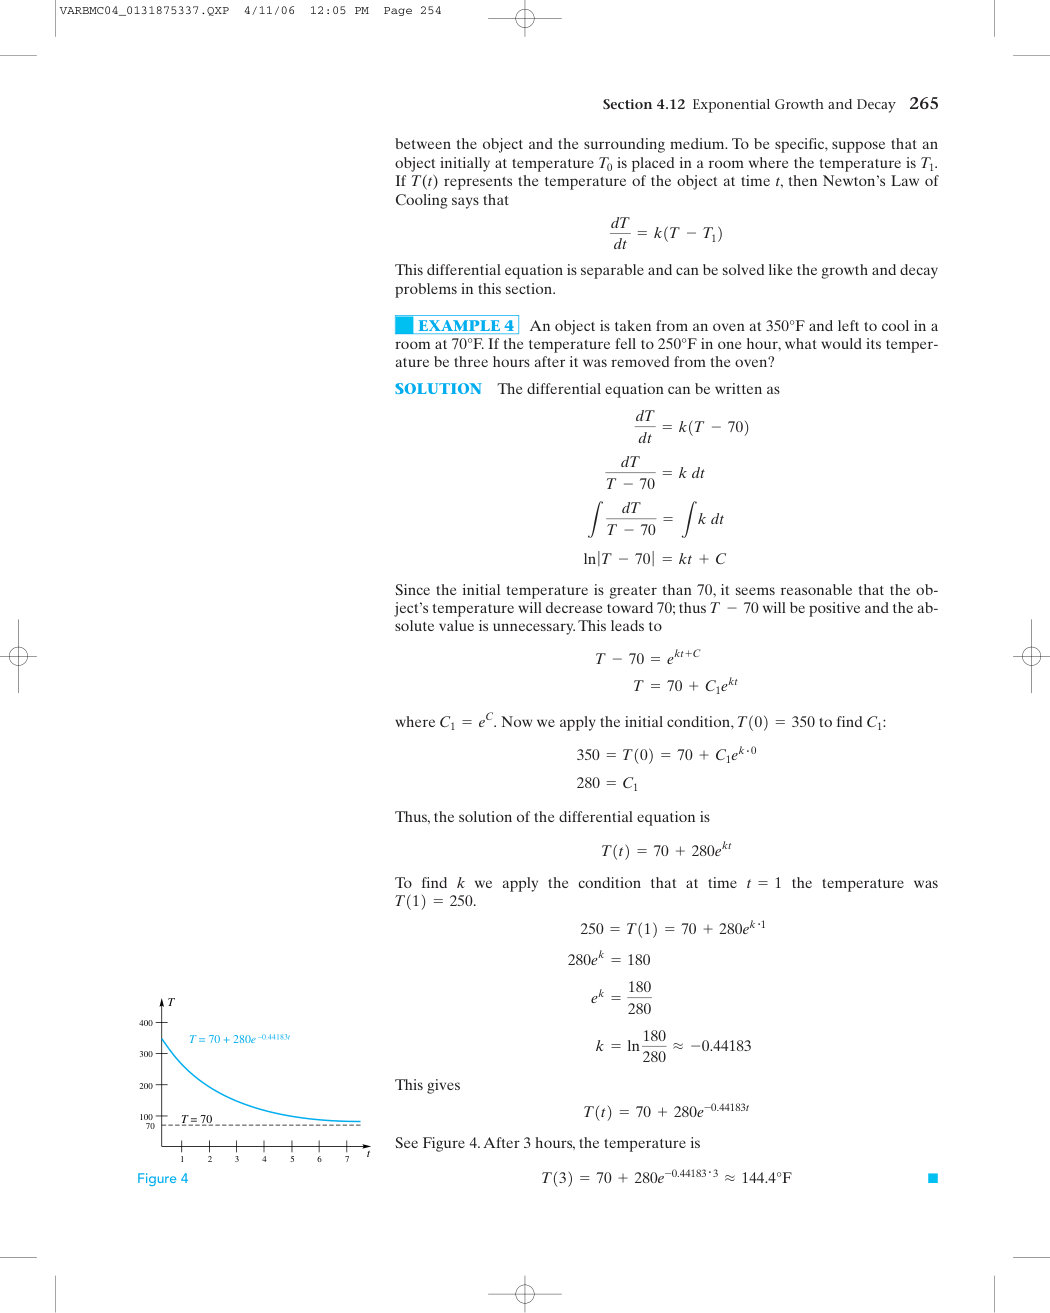 VARBMC04_0131875337.QXP 4/11/06 12:05 PM Page 254
Section 4.12 Exponential Growth and Decay 265
between the object and the surrounding medium. To be specific, suppose that an
object initially at temperature T₀ is placed in a room where the temperature is T₁.
If T(t) represents the temperature of the object at time t, then Newton's Law of
Cooling says that
dT/dt = k(T − T₁)
This differential equation is separable and can be solved like the growth and decay
problems in this section.
EXAMPLE 4 An object is taken from an oven at 350°F and left to cool in a
room at 70°F. If the temperature fell to 250°F in one hour, what would its temper-
ature be three hours after it was removed from the oven?
SOLUTION The differential equation can be written as
dT/dt = k(T − 70)
dT/(T − 70) = k dt
∫ dT/(T − 70) = ∫ k dt
ln|T − 70| = kt + C
Since the initial temperature is greater than 70, it seems reasonable that the ob-
ject's temperature will decrease toward 70; thus T − 70 will be positive and the ab-
solute value is unnecessary. This leads to
T − 70 = e^(kt+C)
T = 70 + C₁e^(kt)
where C₁ = e^C. Now we apply the initial condition, T(0) = 350 to find C₁:
350 = T(0) = 70 + C₁e^(k·0)
280 = C₁
Thus, the solution of the differential equation is
T(t) = 70 + 280e^(kt)
To find k we apply the condition that at time t = 1 the temperature was
T(1) = 250.
250 = T(1) = 70 + 280e^(k·1)
280e^k = 180
e^k = 180/280
k = ln 180/280 ≈ −0.44183
This gives
T(t) = 70 + 280e^(−0.44183t)
See Figure 4. After 3 hours, the temperature is
T(3) = 70 + 280e^(−0.44183·3) ≈ 144.4°F
T
400
T = 70 + 280e^(−0.44183t)
300
200
100
T = 70
70
1 2 3 4 5 6 7 t
Figure 4